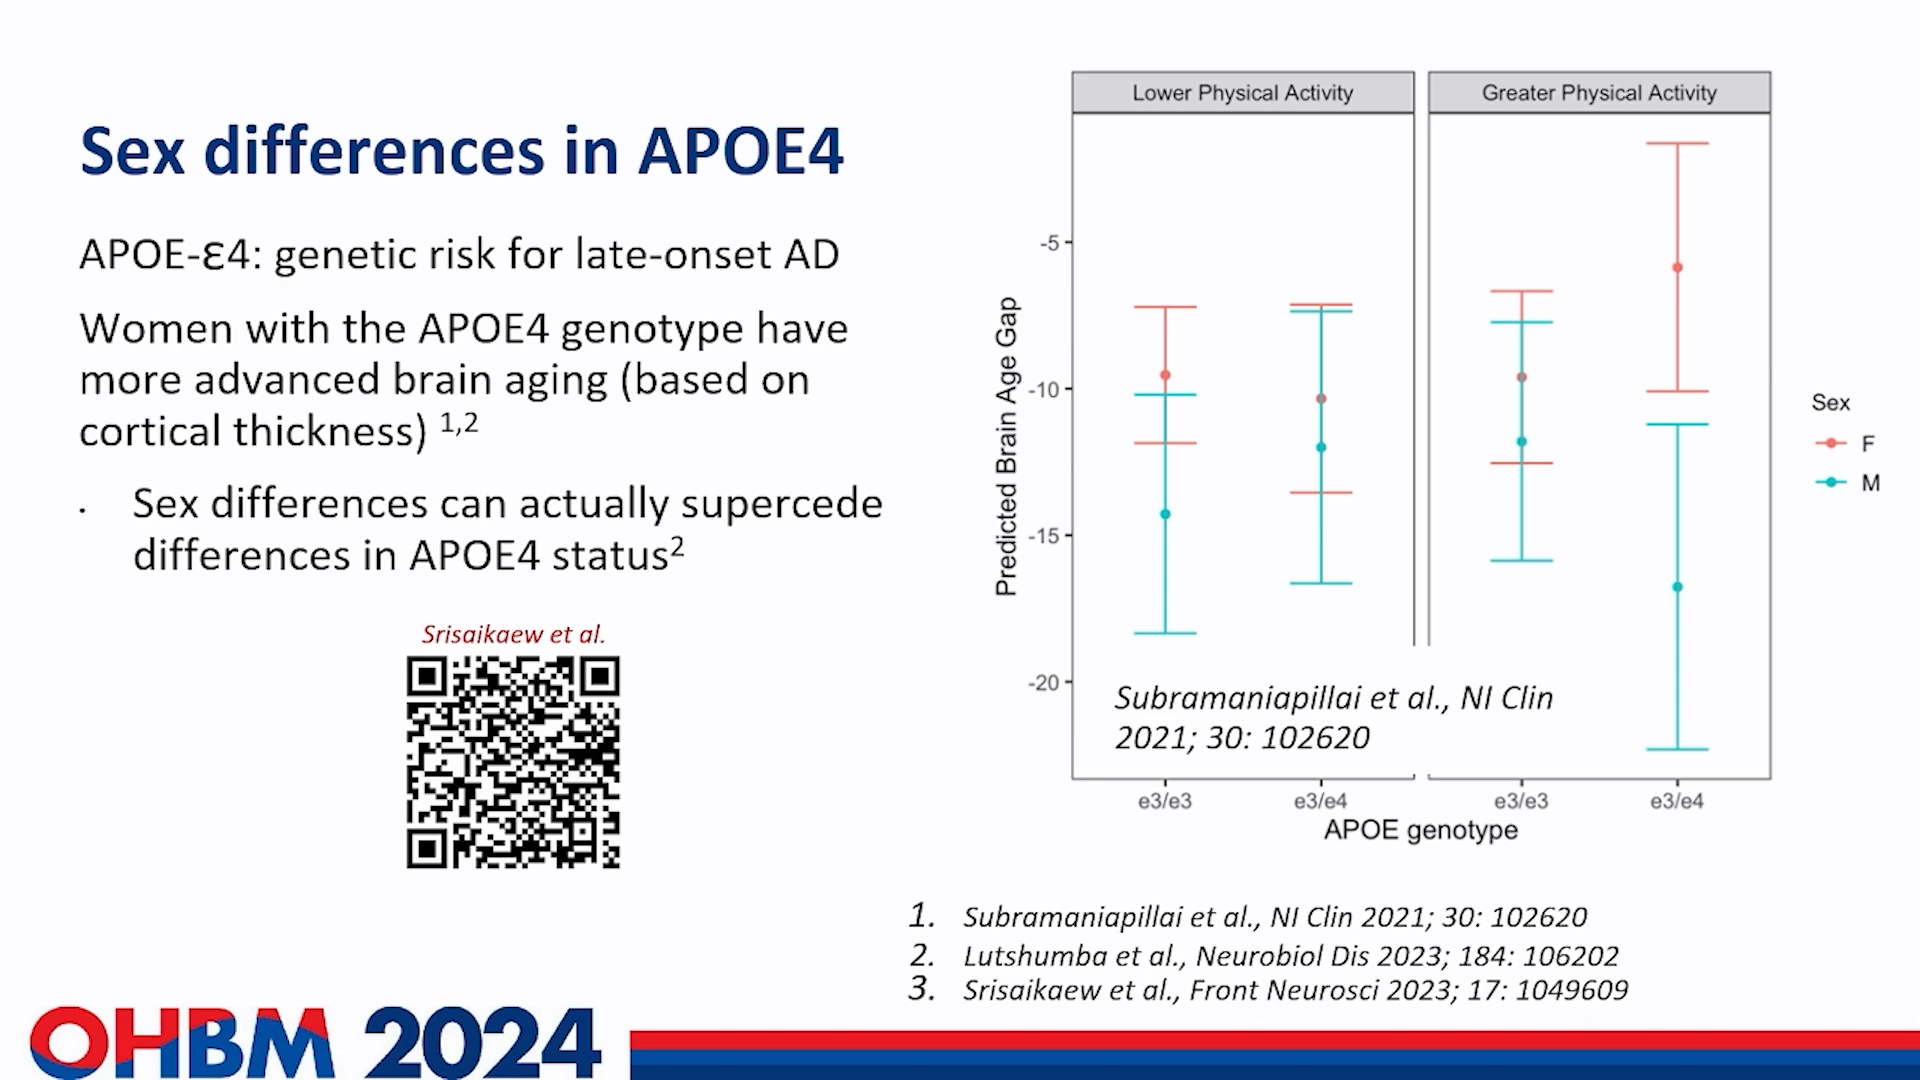 Sex differences in APOE4
APOE-ε4: genetic risk for late-onset AD
Women with the APOE4 genotype have
more advanced brain aging (based on
cortical thickness) 1,2
· Sex differences can actually supercede
differences in APOE4 status2
Srisaikaew et al.
Lower Physical Activity
Greater Physical Activity
Predicted Brain Age Gap
-5
-10
-15
-20
Subramaniapillai et al., NI Clin
2021; 30: 102620
e3/e3
e3/e4
e3/e3
e3/e4
APOE genotype
Sex
F
M
1. Subramaniapillai et al., NI Clin 2021; 30: 102620
2. Lutshumba et al., Neurobiol Dis 2023; 184: 106202
3. Srisaikaew et al., Front Neurosci 2023; 17: 1049609
OHBM 2024